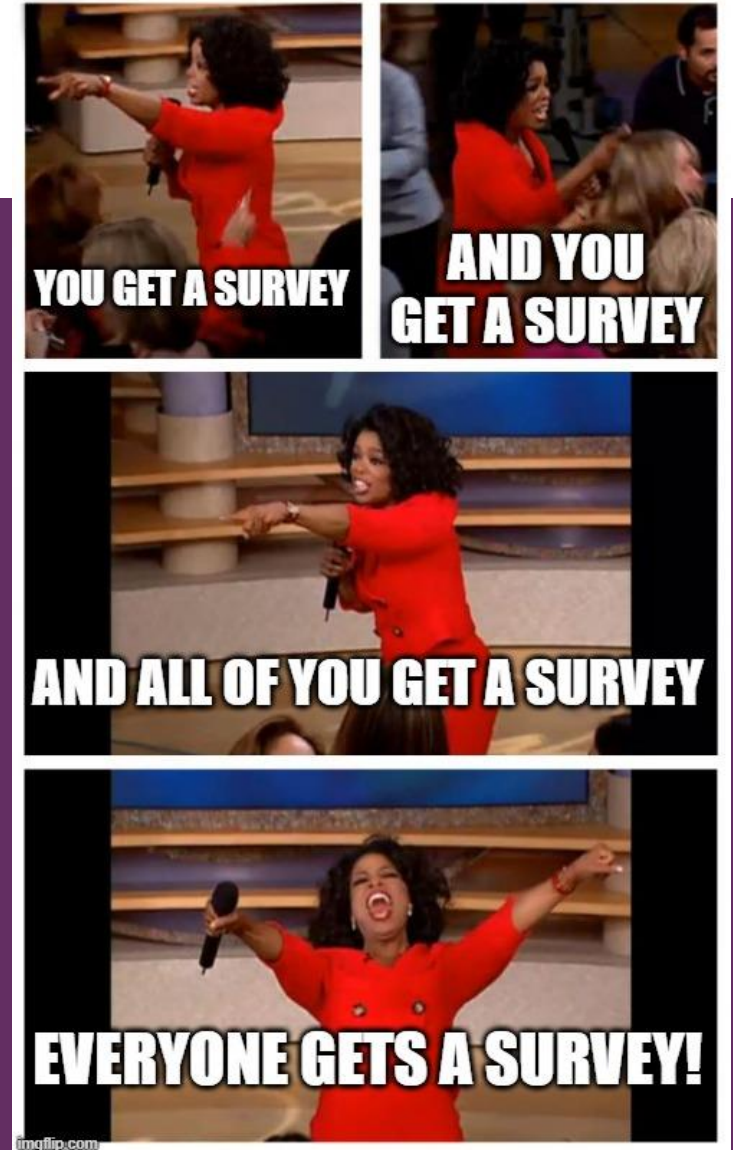 YOU GET A SURVEY
AND YOU
GET A SURVEY
AND ALL OF YOU GET A SURVEY
EVERYONE GETS A SURVEY!
imgflip.com